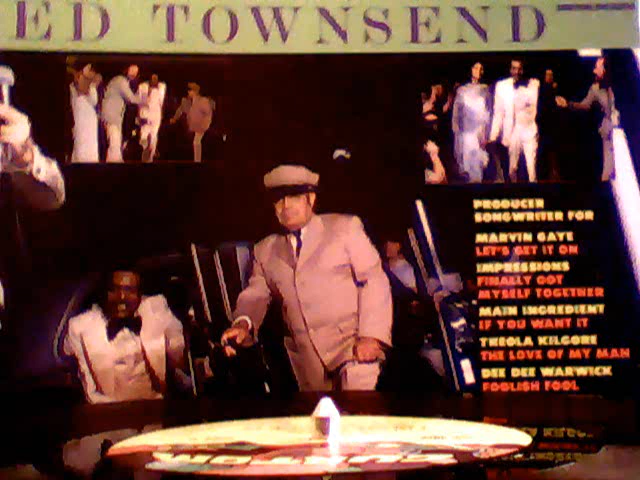 ED TOWNSEND
PRODUCER
SONGWRITER FOR
MARVIN GAYE
LET'S GET IT ON
IMPRESSIONS
FINALLY GOT
MYSELF TOGETHER
MAIN INGREDIENT
IF YOU WANT IT
THEOLA KILGORE
THE LOVE OF MY MAN
DEE DEE WARWICK
FOOLISH FOOL